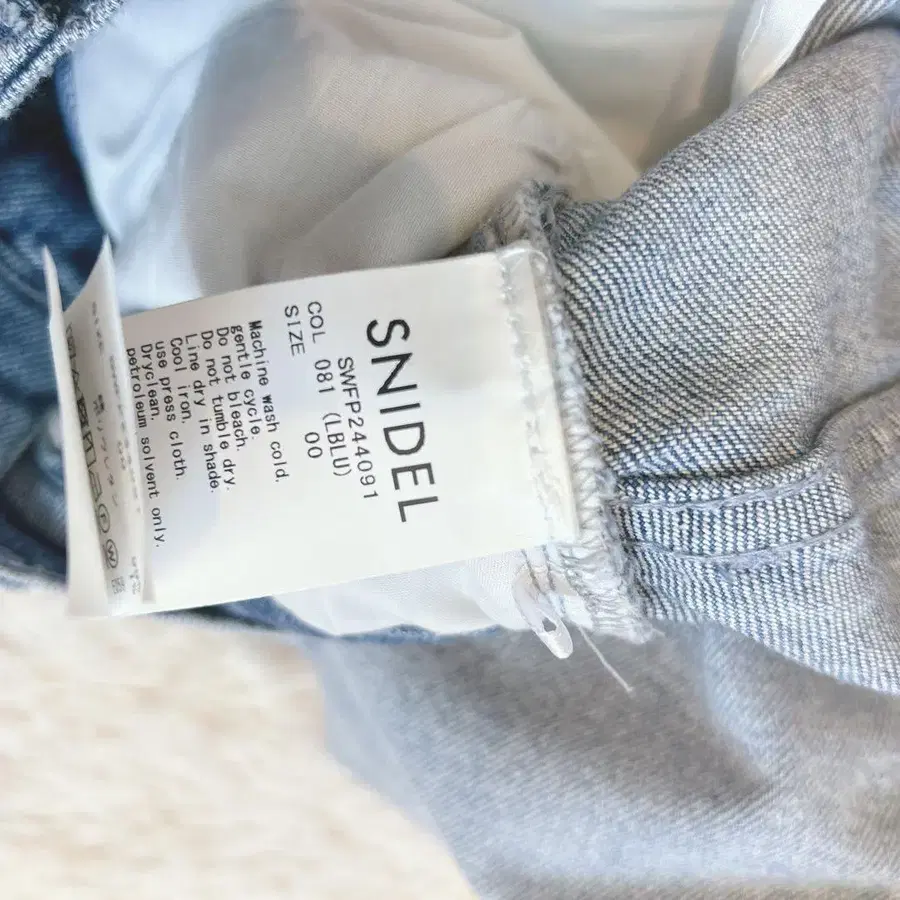 SNIDEL
SWFP244091
COL 081 (LBLU)
SIZE 00
Machine wash cold,
gentle cycle.
Do not bleach.
Do not tumble dry.
Line dry in shade.
Cool iron.
use press cloth.
Dryclean.
petroleum solvent only.